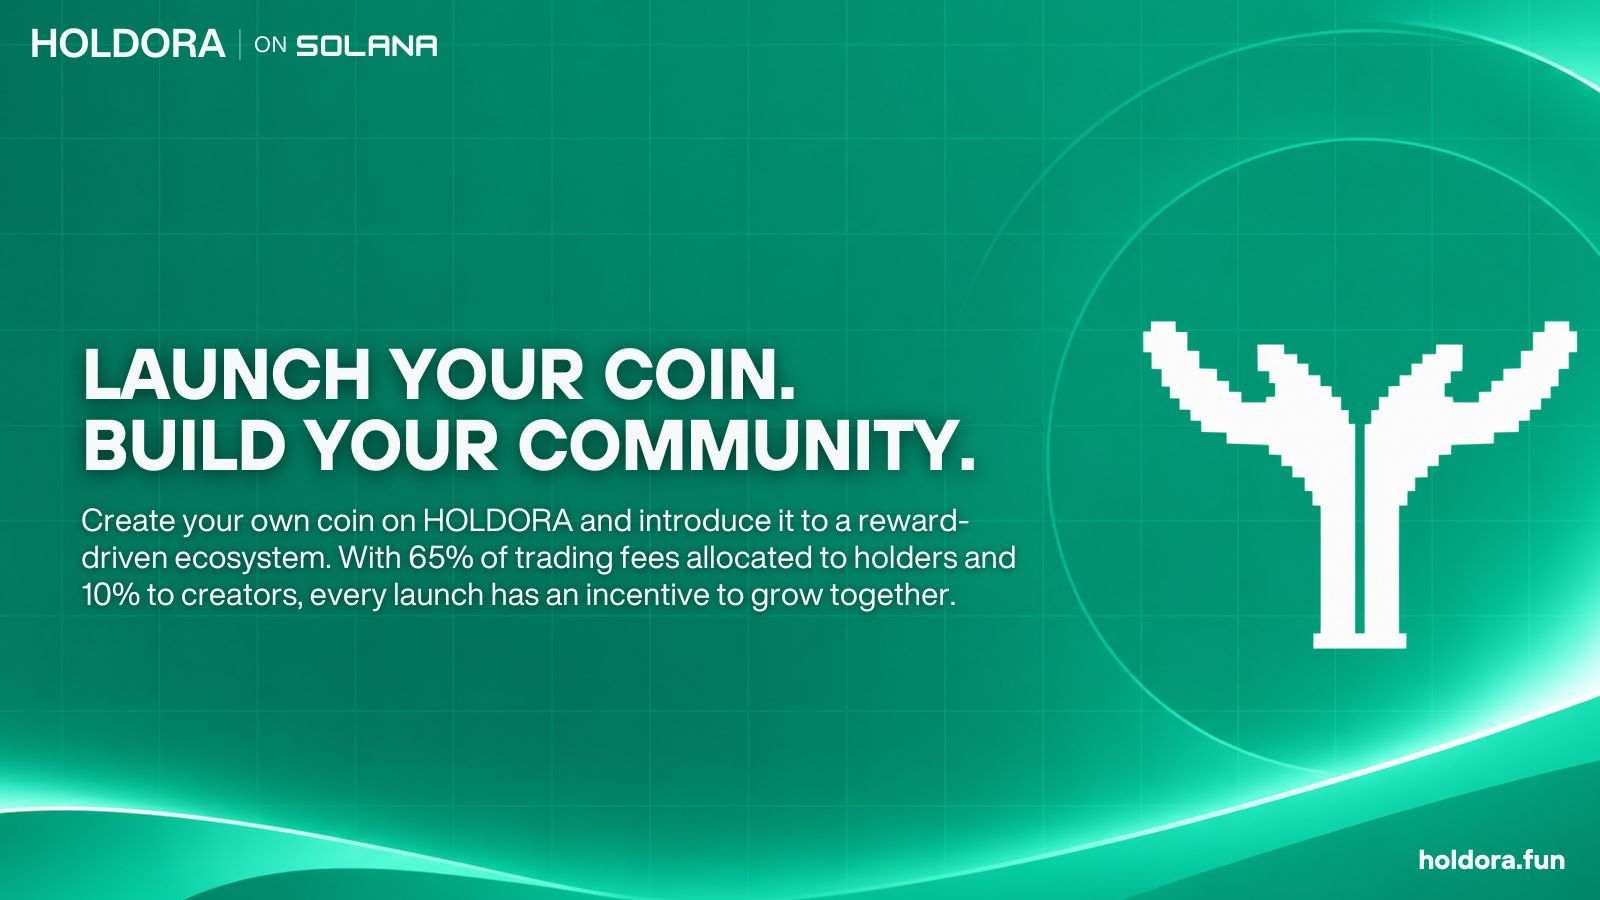 HOLDORA | ON SOLANA
LAUNCH YOUR COIN.
BUILD YOUR COMMUNITY.
Create your own coin on HOLDORA and introduce it to a reward-
driven ecosystem. With 65% of trading fees allocated to holders and
10% to creators, every launch has an incentive to grow together.
holdora.fun